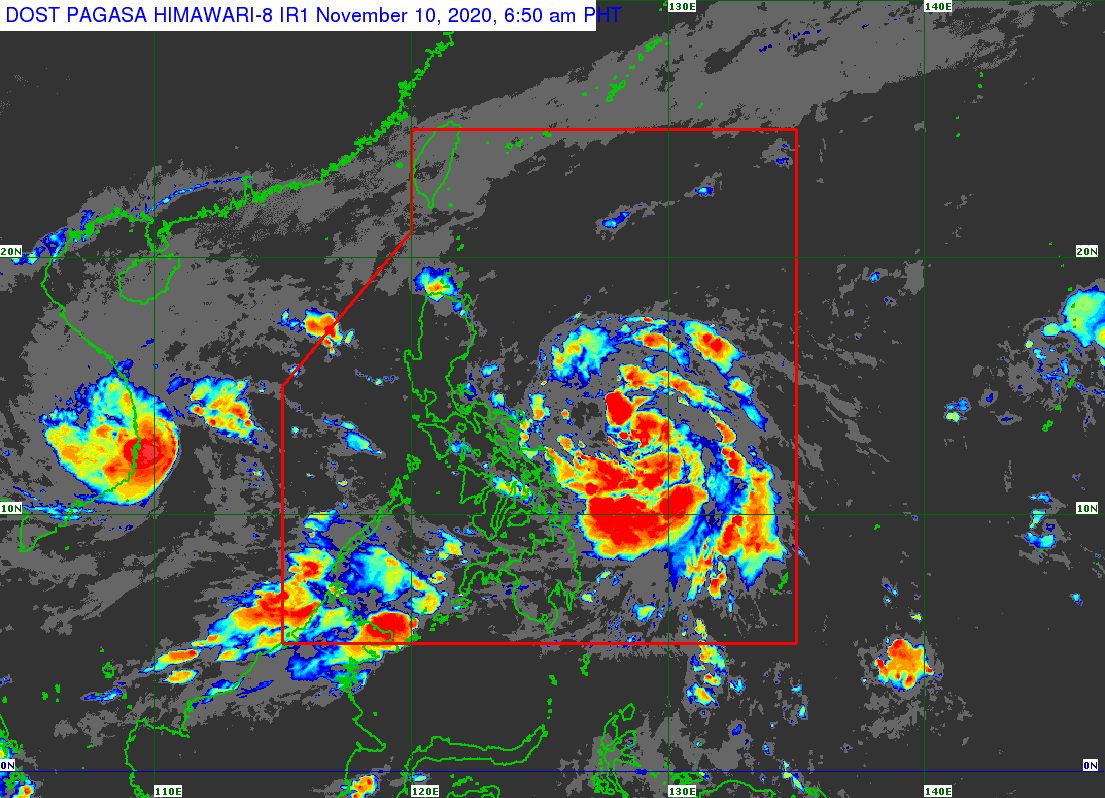 DOST PAGASA HIMAWARI-8 IR1 November 10, 2020, 6:50 am PHT
130E 140E
20N 20N
10N 10N
0N 0N
110E 120E 130E 140E